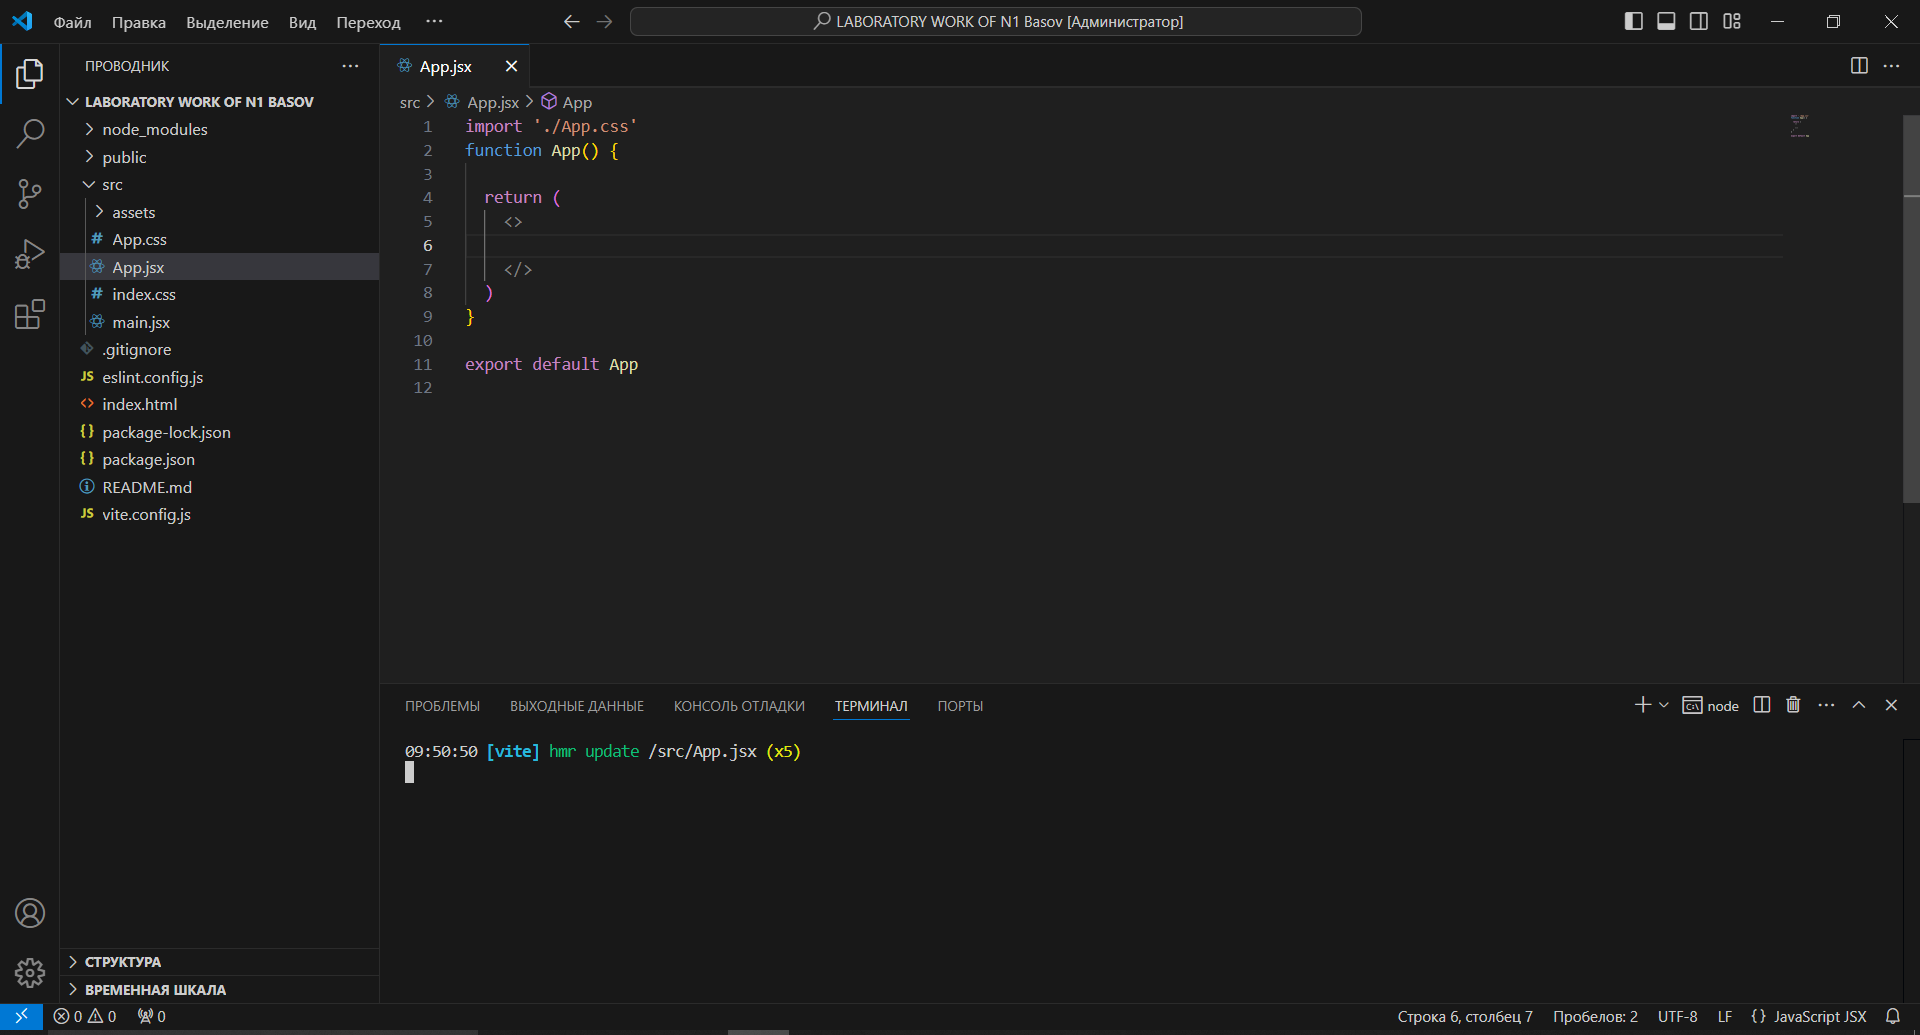 Файл Правка Выделение Вид Переход ···
LABORATORY WORK OF N1 Basov [Администратор]
ПРОВОДНИК
LABORATORY WORK OF N1 BASOV
node_modules
public
src
assets
# App.css
App.jsx
# index.css
main.jsx
.gitignore
JS eslint.config.js
<> index.html
{} package-lock.json
{} package.json
README.md
JS vite.config.js
СТРУКТУРА
ВРЕМЕННАЯ ШКАЛА
App.jsx
src > App.jsx > App
1 import './App.css'
2 function App() {
3
4 return (
5 <>
6
7 </>
8 )
9 }
10
11 export default App
12
ПРОБЛЕМЫ ВЫХОДНЫЕ ДАННЫЕ КОНСОЛЬ ОТЛАДКИ ТЕРМИНАЛ ПОРТЫ
node
09:50:50 [vite] hmr update /src/App.jsx (x5)
0 0 0
Строка 6, столбец 7 Пробелов: 2 UTF-8 LF {} JavaScript JSX